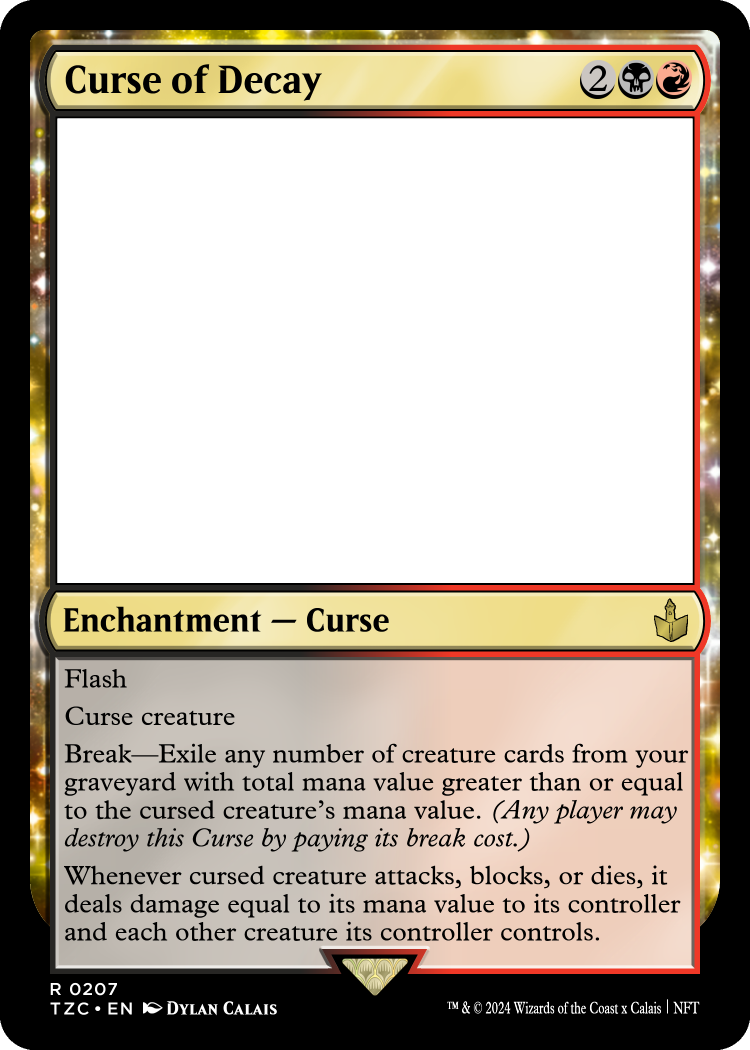 Curse of Decay 2
Enchantment — Curse
Flash
Curse creature
Break—Exile any number of creature cards from your
graveyard with total mana value greater than or equal
to the cursed creature’s mana value. (Any player may
destroy this Curse by paying its break cost.)
Whenever cursed creature attacks, blocks, or dies, it
deals damage equal to its mana value to its controller
and each other creature its controller controls.
R 0207
TZC • EN Dylan Calais ™ & © 2024 Wizards of the Coast x Calais | NFT